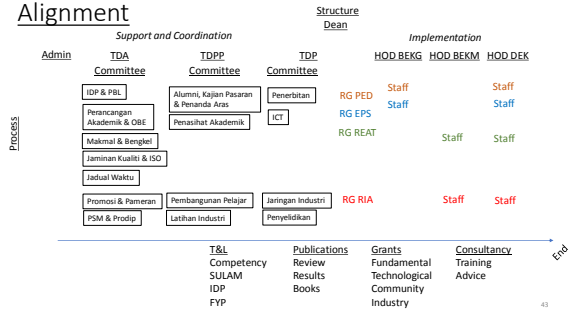 Alignment
Structure
Dean
Support and Coordination
Implementation
Admin
TDA
Committee
TDPP
Committee
TDP
Committee
HOD BEKG
HOD BEKM
HOD DEK
Process
IDP & PBL
Perancangan
Akademik & OBE
Makmal & Bengkel
Jaminan Kualiti & ISO
Jadual Waktu
Promosi & Pameran
PSM & Prodip
Alumni, Kajian Pasaran
& Penanda Aras
Penasihat Akademik
Pembangunan Pelajar
Latihan Industri
Penerbitan
ICT
Jaringan Industri
Penyelidikan
RG PED
Staff
Staff
RG EPS
Staff
Staff
RG REAT
Staff
Staff
RG RIA
Staff
Staff
End
T&L
Competency
SULAM
IDP
FYP
Publications
Review
Results
Books
Grants
Fundamental
Technological
Community
Industry
Consultancy
Training
Advice
43